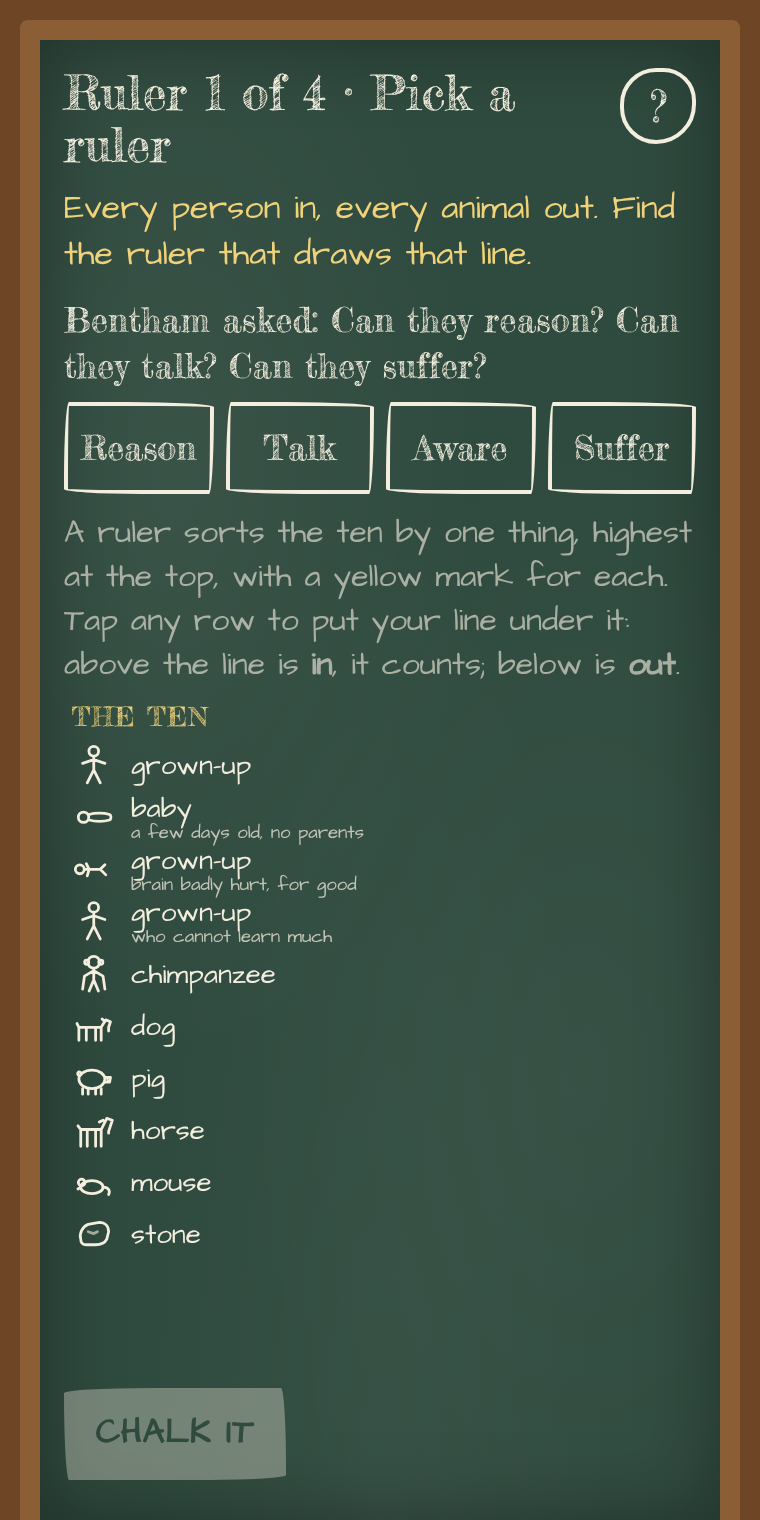 Ruler 1 of 4 · Pick a
ruler
?
Every person in, every animal out. Find
the ruler that draws that line.
Bentham asked: Can they reason? Can
they talk? Can they suffer?
Reason
Talk
Aware
Suffer
A ruler sorts the ten by one thing, highest
at the top, with a yellow mark for each.
Tap any row to put your line under it:
above the line is in, it counts; below is out.
THE TEN
grown-up
baby
a few days old, no parents
grown-up
brain badly hurt, for good
grown-up
who cannot learn much
chimpanzee
dog
pig
horse
mouse
stone
CHALK IT